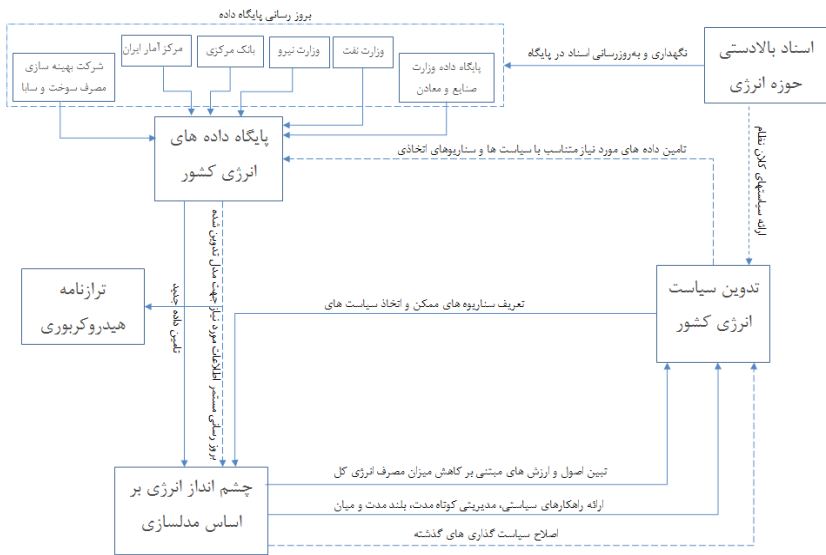 بروز رسانی پایگاه داده
اسناد بالادستی
حوزه انرژی
نگهداری و به‌روزرسانی اسناد در پایگاه
پایگاه داده وزارت
صنایع و معادن
وزارت نفت
وزارت نیرو
بانک مرکزی
مرکز آمار ایران
شرکت بهینه سازی
مصرف سوخت و سابا
پایگاه داده های
انرژی کشور
تامین داده های مورد نیاز متناسب با سیاست ها و سناریوهای اتخاذی
ارائه سیاستهای کلان نظام
تدوین سیاست
انرژی کشور
تعریف سناریوه های ممکن و اتخاذ سیاست های
بروز رسانی مستمر اطلاعات مورد نیاز جهت مدل تدوین شده
تامین داده جدید
ترازنامه
هیدروکربوری
چشم انداز انرژی بر
اساس مدلسازی
تبین اصول و ارزش های مبتنی بر کاهش میزان مصرف انرژی کل
ارائه راهکارهای سیاستی، مدیریتی کوتاه مدت، بلند مدت و میان
اصلاح سیاست گذاری های گذشته